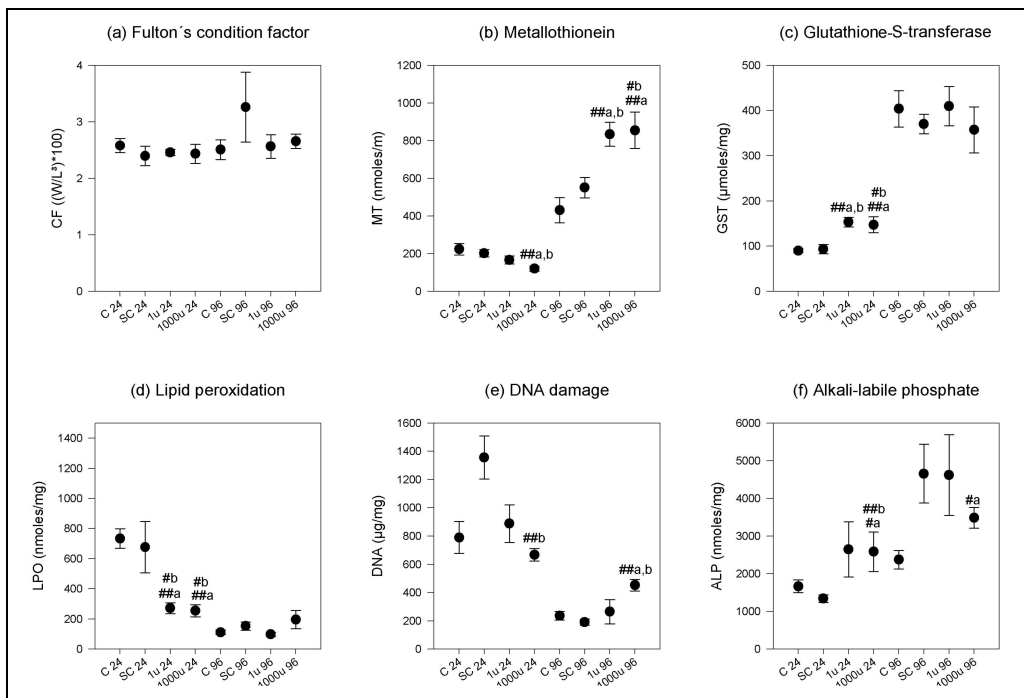 (a) Fulton´s condition factor
CF ((W/L³)*100)
4
3
2
1
0
C 24
SC 24
1u 24
1000u 24
C 96
SC 96
1u 96
1000u 96
(b) Metallothionein
MT (nmoles/m)
1200
1000
800
600
400
200
0
##a,b
##a,b
#b
##a
C 24
SC 24
1u 24
1000u 24
C 96
SC 96
1u 96
1000u 96
(c) Glutathione-S-transferase
GST (µmoles/mg)
500
400
300
200
100
0
##a,b
#b
##a
C 24
SC 24
1u 24
100u 24
C 96
SC 96
1u 96
1000u 96
(d) Lipid peroxidation
LPO (nmoles/mg)
1400
1200
1000
800
600
400
200
0
#b
##a
#b
##a
C 24
SC 24
1u 24
1000u 24
C 96
SC 96
1u 96
1000u 96
(e) DNA damage
DNA (µg/mg)
1600
1400
1200
1000
800
600
400
200
0
##b
##a,b
C 24
SC 24
1u 24
1000u 24
C 96
SC 96
1u 96
1000u 96
(f) Alkali-labile phosphate
ALP (nmoles/mg)
6000
5000
4000
3000
2000
1000
0
##b
#a
#a
C 24
SC 24
1u 24
1000u 24
C 96
SC 96
1u 96
1000u 96